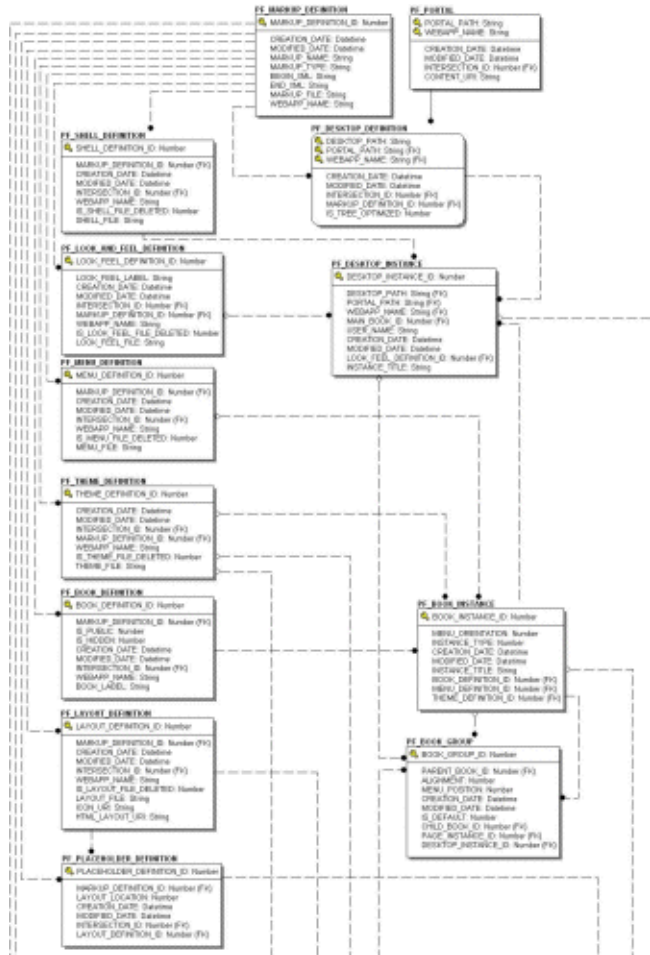 PF_MARKUP_DEFINITION
MARKUP_DEFINITION_ID: Number
CREATION_DATE: Datetime
MODIFIED_DATE: Datetime
MARKUP_NAME: String
MARKUP_TYPE: String
BEGIN_XML: String
END_XML: String
MARKUP_FILE: String
WEBAPP_NAME: String
PF_PORTAL
PORTAL_PATH: String
WEBAPP_NAME: String
CREATION_DATE: Datetime
MODIFIED_DATE: Datetime
INTERSECTION_ID: Number (FK)
CONTENT_URI: String
PF_SHELL_DEFINITION
SHELL_DEFINITION_ID: Number
MARKUP_DEFINITION_ID: Number (FK)
CREATION_DATE: Datetime
MODIFIED_DATE: Datetime
INTERSECTION_ID: Number (FK)
WEBAPP_NAME: String
IS_SHELL_FILE_DELETED: Number
SHELL_FILE: String
PF_DESKTOP_DEFINITION
DESKTOP_PATH: String
PORTAL_PATH: String (FK)
WEBAPP_NAME: String (FK)
CREATION_DATE: Datetime
MODIFIED_DATE: Datetime
INTERSECTION_ID: Number (FK)
MARKUP_DEFINITION_ID: Number (FK)
IS_TREE_OPTIMIZED: Number
PF_LOOK_AND_FEEL_DEFINITION
LOOK_FEEL_DEFINITION_ID: Number
LOOK_FEEL_LABEL: String
CREATION_DATE: Datetime
MODIFIED_DATE: Datetime
INTERSECTION_ID: Number (FK)
MARKUP_DEFINITION_ID: Number (FK)
WEBAPP_NAME: String
IS_LOOK_FEEL_FILE_DELETED: Number
LOOK_FEEL_FILE: String
PF_DESKTOP_INSTANCE
DESKTOP_INSTANCE_ID: Number
DESKTOP_PATH: String (FK)
PORTAL_PATH: String (FK)
WEBAPP_NAME: String (FK)
MAIN_BOOK_ID: Number (FK)
USER_NAME: String
CREATION_DATE: Datetime
MODIFIED_DATE: Datetime
LOOK_FEEL_DEFINITION_ID: Number (FK)
INSTANCE_TITLE: String
PF_MENU_DEFINITION
MENU_DEFINITION_ID: Number
MARKUP_DEFINITION_ID: Number (FK)
CREATION_DATE: Datetime
MODIFIED_DATE: Datetime
INTERSECTION_ID: Number (FK)
WEBAPP_NAME: String
IS_MENU_FILE_DELETED: Number
MENU_FILE: String
PF_THEME_DEFINITION
THEME_DEFINITION_ID: Number
CREATION_DATE: Datetime
MODIFIED_DATE: Datetime
INTERSECTION_ID: Number (FK)
MARKUP_DEFINITION_ID: Number (FK)
WEBAPP_NAME: String
IS_THEME_FILE_DELETED: Number
THEME_FILE: String
PF_BOOK_DEFINITION
BOOK_DEFINITION_ID: Number
MARKUP_DEFINITION_ID: Number (FK)
IS_PUBLIC: Number
IS_HIDDEN: Number
CREATION_DATE: Datetime
MODIFIED_DATE: Datetime
INTERSECTION_ID: Number (FK)
WEBAPP_NAME: String
BOOK_LABEL: String
PF_BOOK_INSTANCE
BOOK_INSTANCE_ID: Number
MENU_ORIENTATION: Number
INSTANCE_TYPE: Number
CREATION_DATE: Datetime
MODIFIED_DATE: Datetime
INSTANCE_TITLE: String
BOOK_DEFINITION_ID: Number (FK)
MENU_DEFINITION_ID: Number (FK)
THEME_DEFINITION_ID: Number (FK)
PF_LAYOUT_DEFINITION
LAYOUT_DEFINITION_ID: Number
MARKUP_DEFINITION_ID: Number (FK)
CREATION_DATE: Datetime
MODIFIED_DATE: Datetime
INTERSECTION_ID: Number (FK)
WEBAPP_NAME: String
IS_LAYOUT_FILE_DELETED: Number
LAYOUT_FILE: String
ICON_URI: String
HTML_LAYOUT_URI: String
PF_BOOK_GROUP
BOOK_GROUP_ID: Number
PARENT_BOOK_ID: Number (FK)
ALIGNMENT: Number
MENU_POSITION: Number
CREATION_DATE: Datetime
MODIFIED_DATE: Datetime
IS_DEFAULT: Number
CHILD_BOOK_ID: Number (FK)
PAGE_INSTANCE_ID: Number (FK)
DESKTOP_INSTANCE_ID: Number (FK)
PF_PLACEHOLDER_DEFINITION
PLACEHOLDER_DEFINITION_ID: Number
MARKUP_DEFINITION_ID: Number (FK)
LAYOUT_LOCATION: Number
CREATION_DATE: Datetime
MODIFIED_DATE: Datetime
INTERSECTION_ID: Number (FK)
LAYOUT_DEFINITION_ID: Number (FK)